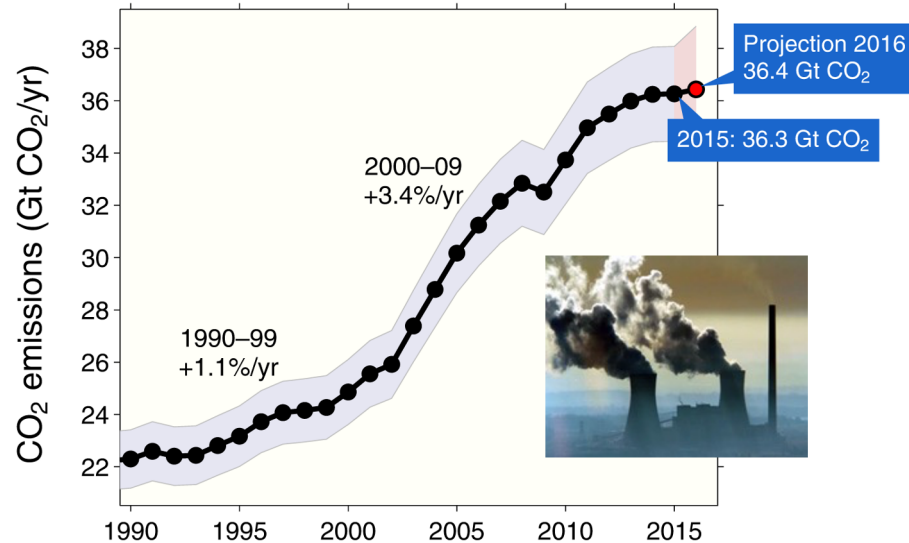 CO₂ emissions (Gt CO₂/yr)
38
36
34
32
30
28
26
24
22
1990
1995
2000
2005
2010
2015
1990–99
+1.1%/yr
2000–09
+3.4%/yr
Projection 2016
36.4 Gt CO₂
2015: 36.3 Gt CO₂